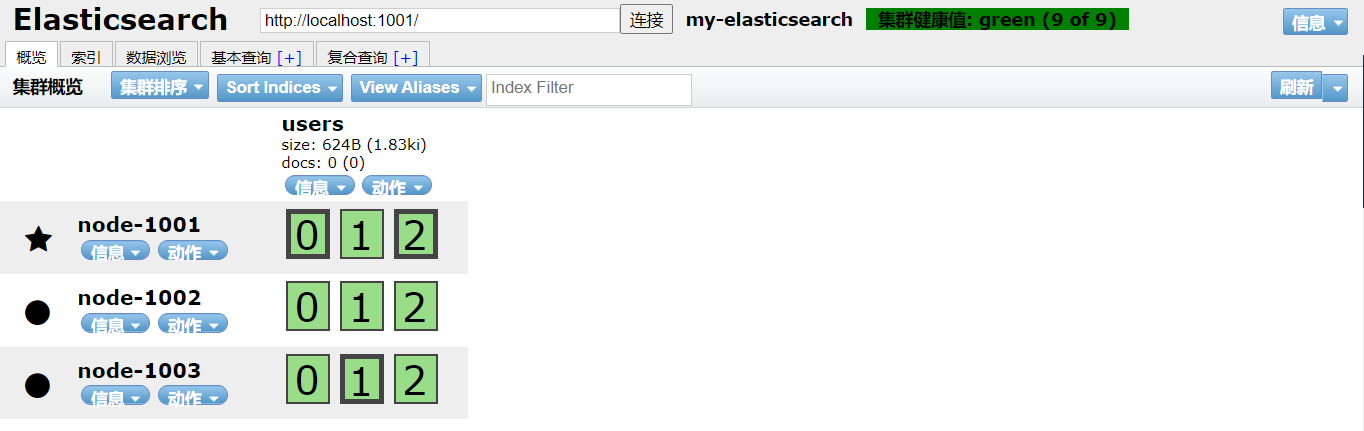 Elasticsearch http://localhost:1001/ 连接 my-elasticsearch 集群健康值: green (9 of 9) 信息
概览 索引 数据浏览 基本查询 [+] 复合查询 [+]
集群概览 集群排序 Sort Indices View Aliases Index Filter 刷新
users
size: 624B (1.83ki)
docs: 0 (0)
信息 动作
node-1001 0 1 2
信息 动作
node-1002 0 1 2
信息 动作
node-1003 0 1 2
信息 动作